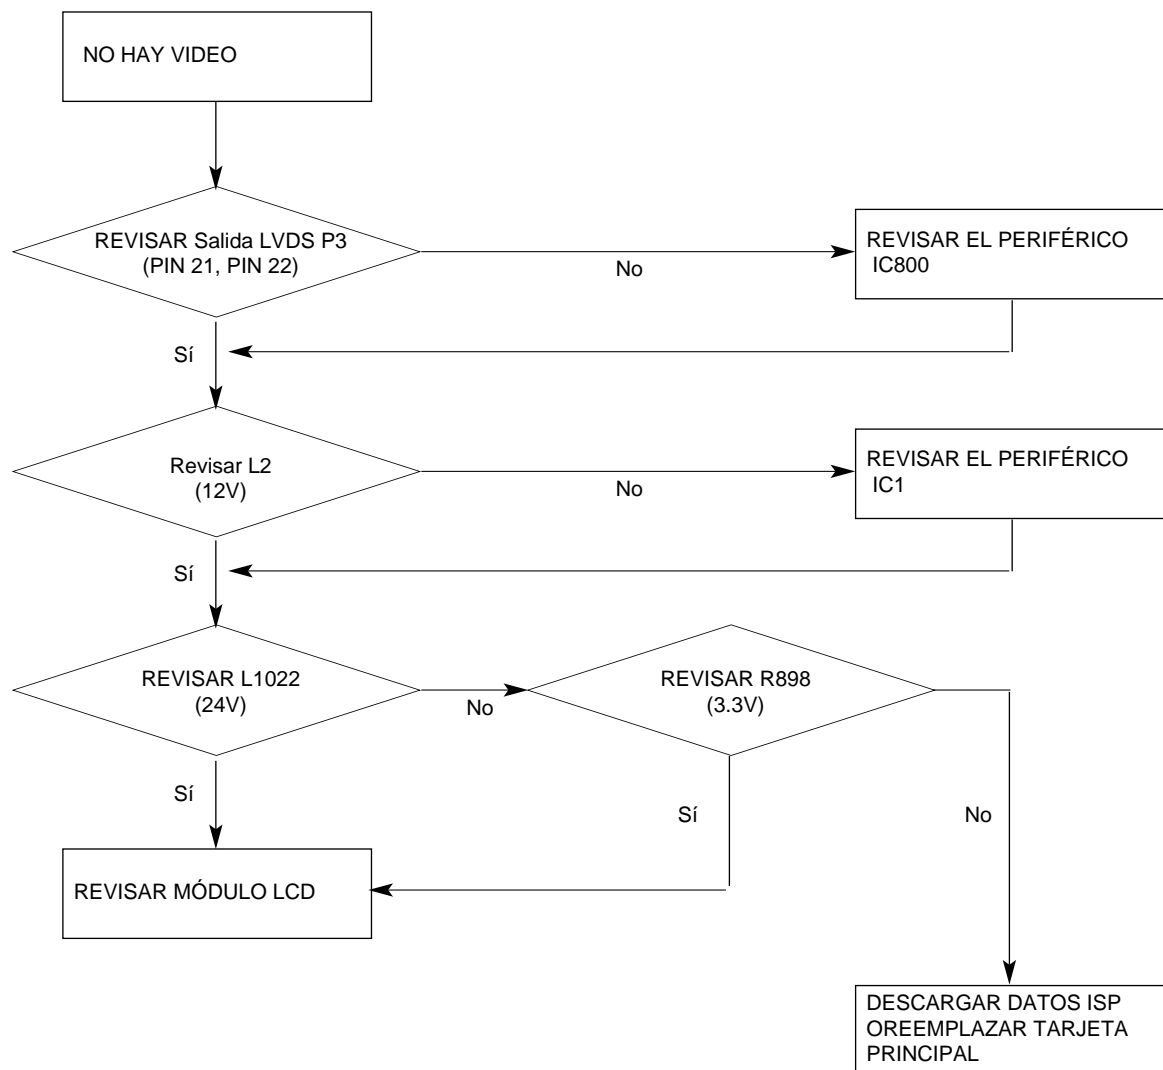 NO HAY VIDEO
REVISAR Salida LVDS P3
(PIN 21, PIN 22)
No
REVISAR EL PERIFÉRICO
IC800
Sí
Revisar L2
(12V)
No
REVISAR EL PERIFÉRICO
IC1
Sí
REVISAR L1022
(24V)
No
REVISAR R898
(3.3V)
Sí
Sí
No
REVISAR MÓDULO LCD
DESCARGAR DATOS ISP
OREEMPLAZAR TARJETA
PRINCIPAL